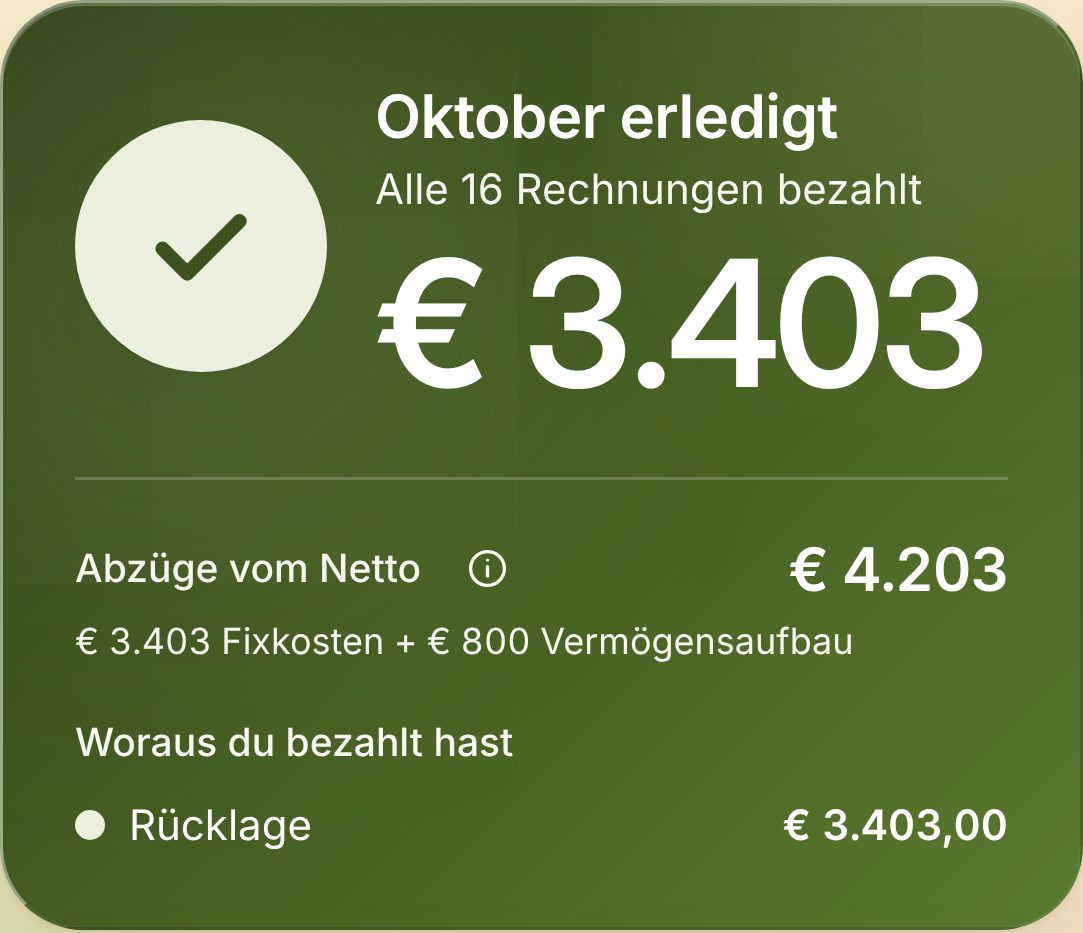 Oktober erledigt
Alle 16 Rechnungen bezahlt
€ 3.403
Abzüge vom Netto
€ 4.203
€ 3.403 Fixkosten + € 800 Vermögensaufbau
Woraus du bezahlt hast
Rücklage
€ 3.403,00